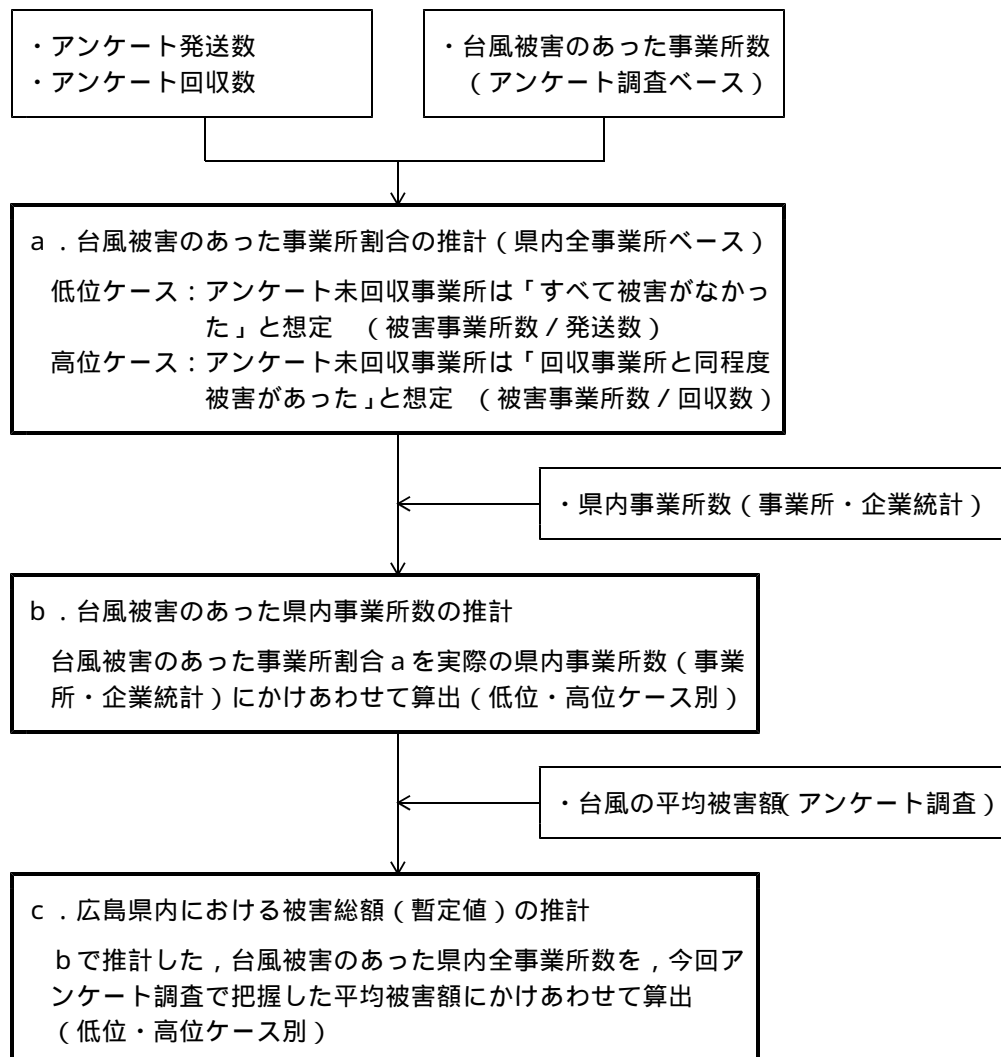 ・アンケート発送数
・アンケート回収数
・台風被害のあった事業所数
（アンケート調査ベース）
a．台風被害のあった事業所割合の推計（県内全事業所ベース）
低位ケース：アンケート未回収事業所は「すべて被害がなかっ
た」と想定　（被害事業所数/発送数）
高位ケース：アンケート未回収事業所は「回収事業所と同程度
被害があった」と想定　（被害事業所数/回収数）
・県内事業所数（事業所・企業統計）
b．台風被害のあった県内事業所数の推計
台風被害のあった事業所割合aを実際の県内事業所数（事業
所・企業統計）にかけあわせて算出（低位・高位ケース別）
・台風の平均被害額（アンケート調査）
c．広島県内における被害総額（暫定値）の推計
bで推計した，台風被害のあった県内全事業所数を，今回ア
ンケート調査で把握した平均被害額にかけあわせて算出
（低位・高位ケース別）